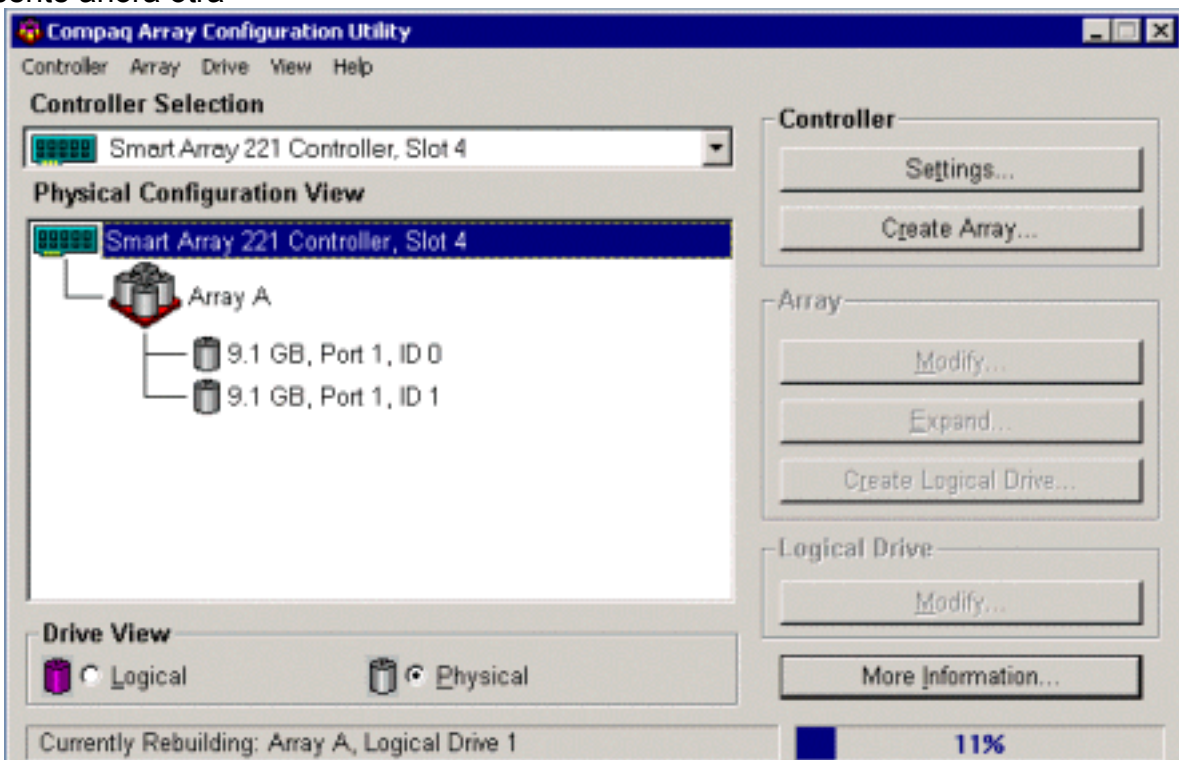 ahora otra
Compaq Array Configuration Utility
Controller Array Drive View Help
Controller Selection
Smart Array 221 Controller, Slot 4
Physical Configuration View
Smart Array 221 Controller, Slot 4
Array A
9.1 GB, Port 1, ID 0
9.1 GB, Port 1, ID 1
Drive View
Logical
Physical
Currently Rebuilding: Array A, Logical Drive 1
Controller
Settings...
Create Array...
Array
Modify...
Expand...
Create Logical Drive...
Logical Drive
Modify...
More Information...
11%